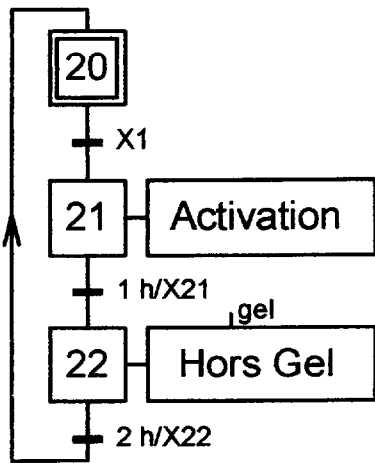 20
X1
21 Activation
1 h/X21
gel
22 Hors Gel
2 h/X22